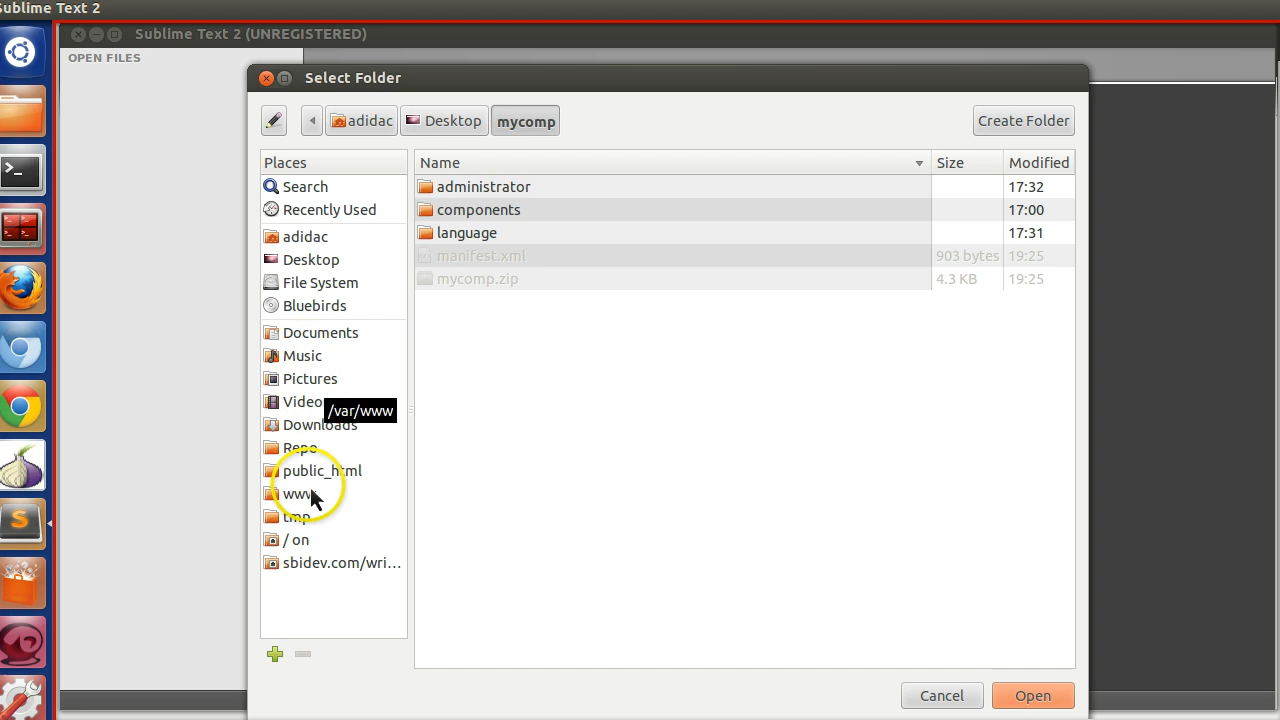 Sublime Text 2
Sublime Text 2 (UNREGISTERED)
OPEN FILES
Select Folder
adidac Desktop mycomp Create Folder
Places Name Size Modified
Search administrator 17:32
Recently Used components 17:00
adidac language 17:31
Desktop manifest.xml 903 bytes 19:25
File System mycomp.zip 4.3 KB 19:25
Bluebirds
Documents
Music
Pictures
Video
/var/www
Downloads
Repo
public_html
www
tmp
/ on
sbidev.com/wri...
Cancel Open